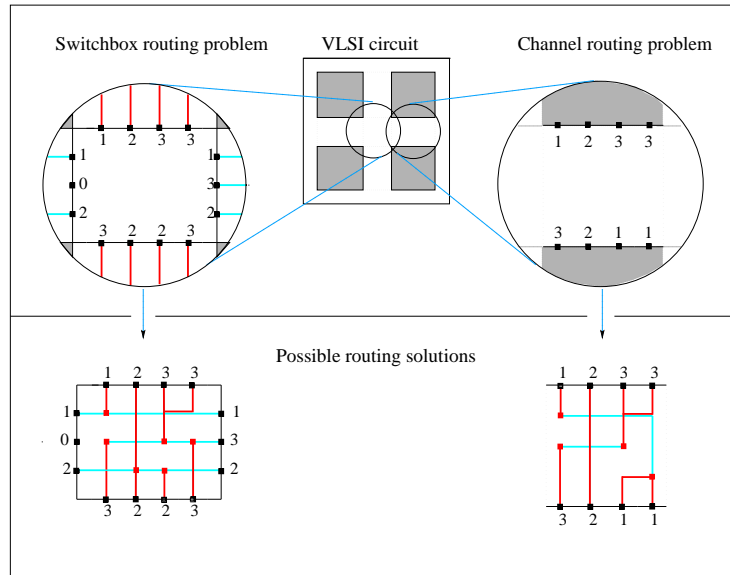 Switchbox routing problem
VLSI circuit
Channel routing problem
1 2 3 3
1 1
0 3
2 2
3 2 2 3
1 2 3 3
3 2 1 1
Possible routing solutions
1 2 3 3
1 1
0 3
2 2
3 2 2 3
1 2 3 3
3 2 1 1